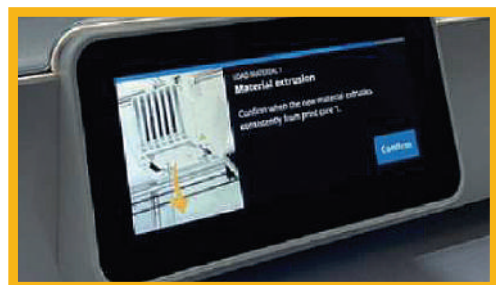 LOAD MATERIAL 1
Material extrusion
Confirm when the new material extrudes
consistently from print core 1.
Confirm